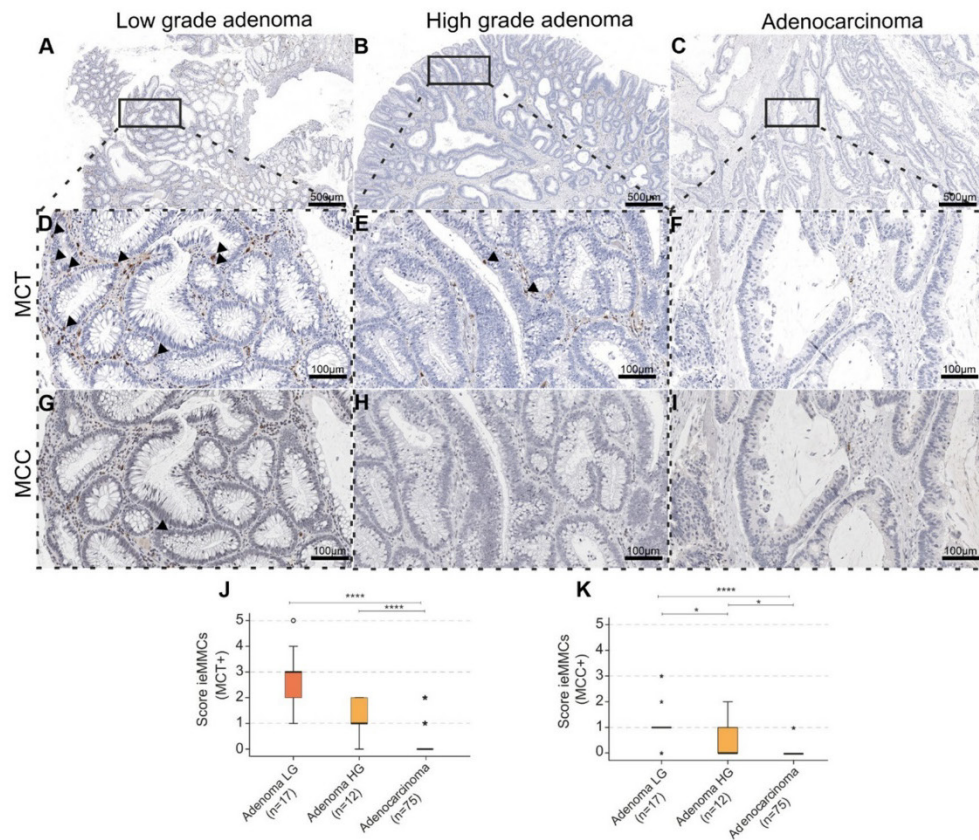 Low grade adenoma
High grade adenoma
Adenocarcinoma
A
B
C
500μm
500μm
500μm
MCT
D
E
F
100μm
100μm
100μm
MCC
G
H
I
100μm
100μm
100μm
J
****
****
Score ieMMCs
(MCT+)
5
4
3
2
1
0
Adenoma LG
(n=17)
Adenoma HG
(n=12)
Adenocarcinoma
(n=75)
K
****
*
*
Score ieMMCs
(MCC+)
5
4
3
2
1
0
Adenoma LG
(n=17)
Adenoma HG
(n=12)
Adenocarcinoma
(n=75)